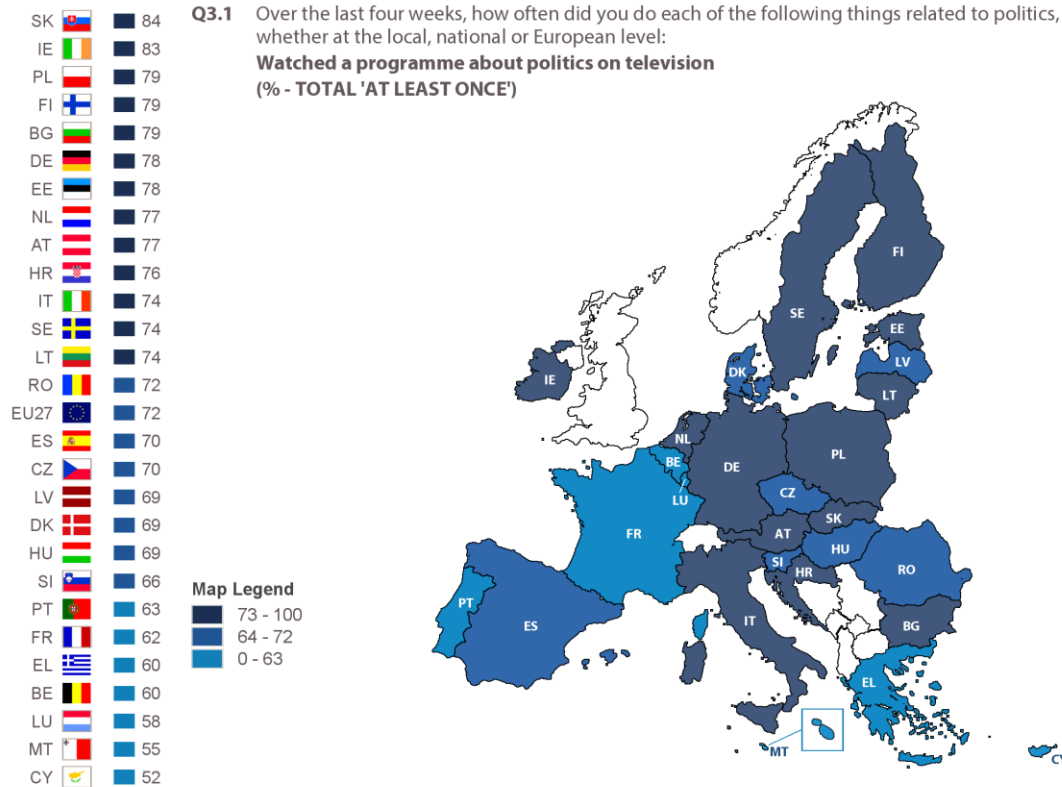 Q3.1 Over the last four weeks, how often did you do each of the following things related to politics,
whether at the local, national or European level:
Watched a programme about politics on television
(% - TOTAL 'AT LEAST ONCE')
SK 84
IE 83
PL 79
FI 79
BG 79
DE 78
EE 78
NL 77
AT 77
HR 76
IT 74
SE 74
LT 74
RO 72
EU27 72
ES 70
CZ 70
LV 69
DK 69
HU 69
SI 66
PT 63
FR 62
EL 60
BE 60
LU 58
MT 55
CY 52
Map Legend
73 - 100
64 - 72
0 - 63
FI
SE
EE
LV
LT
DK
IE
NL
BE
LU
DE
PL
CZ
SK
AT
HU
SI
HR
RO
FR
IT
BG
PT
ES
EL
MT
CY